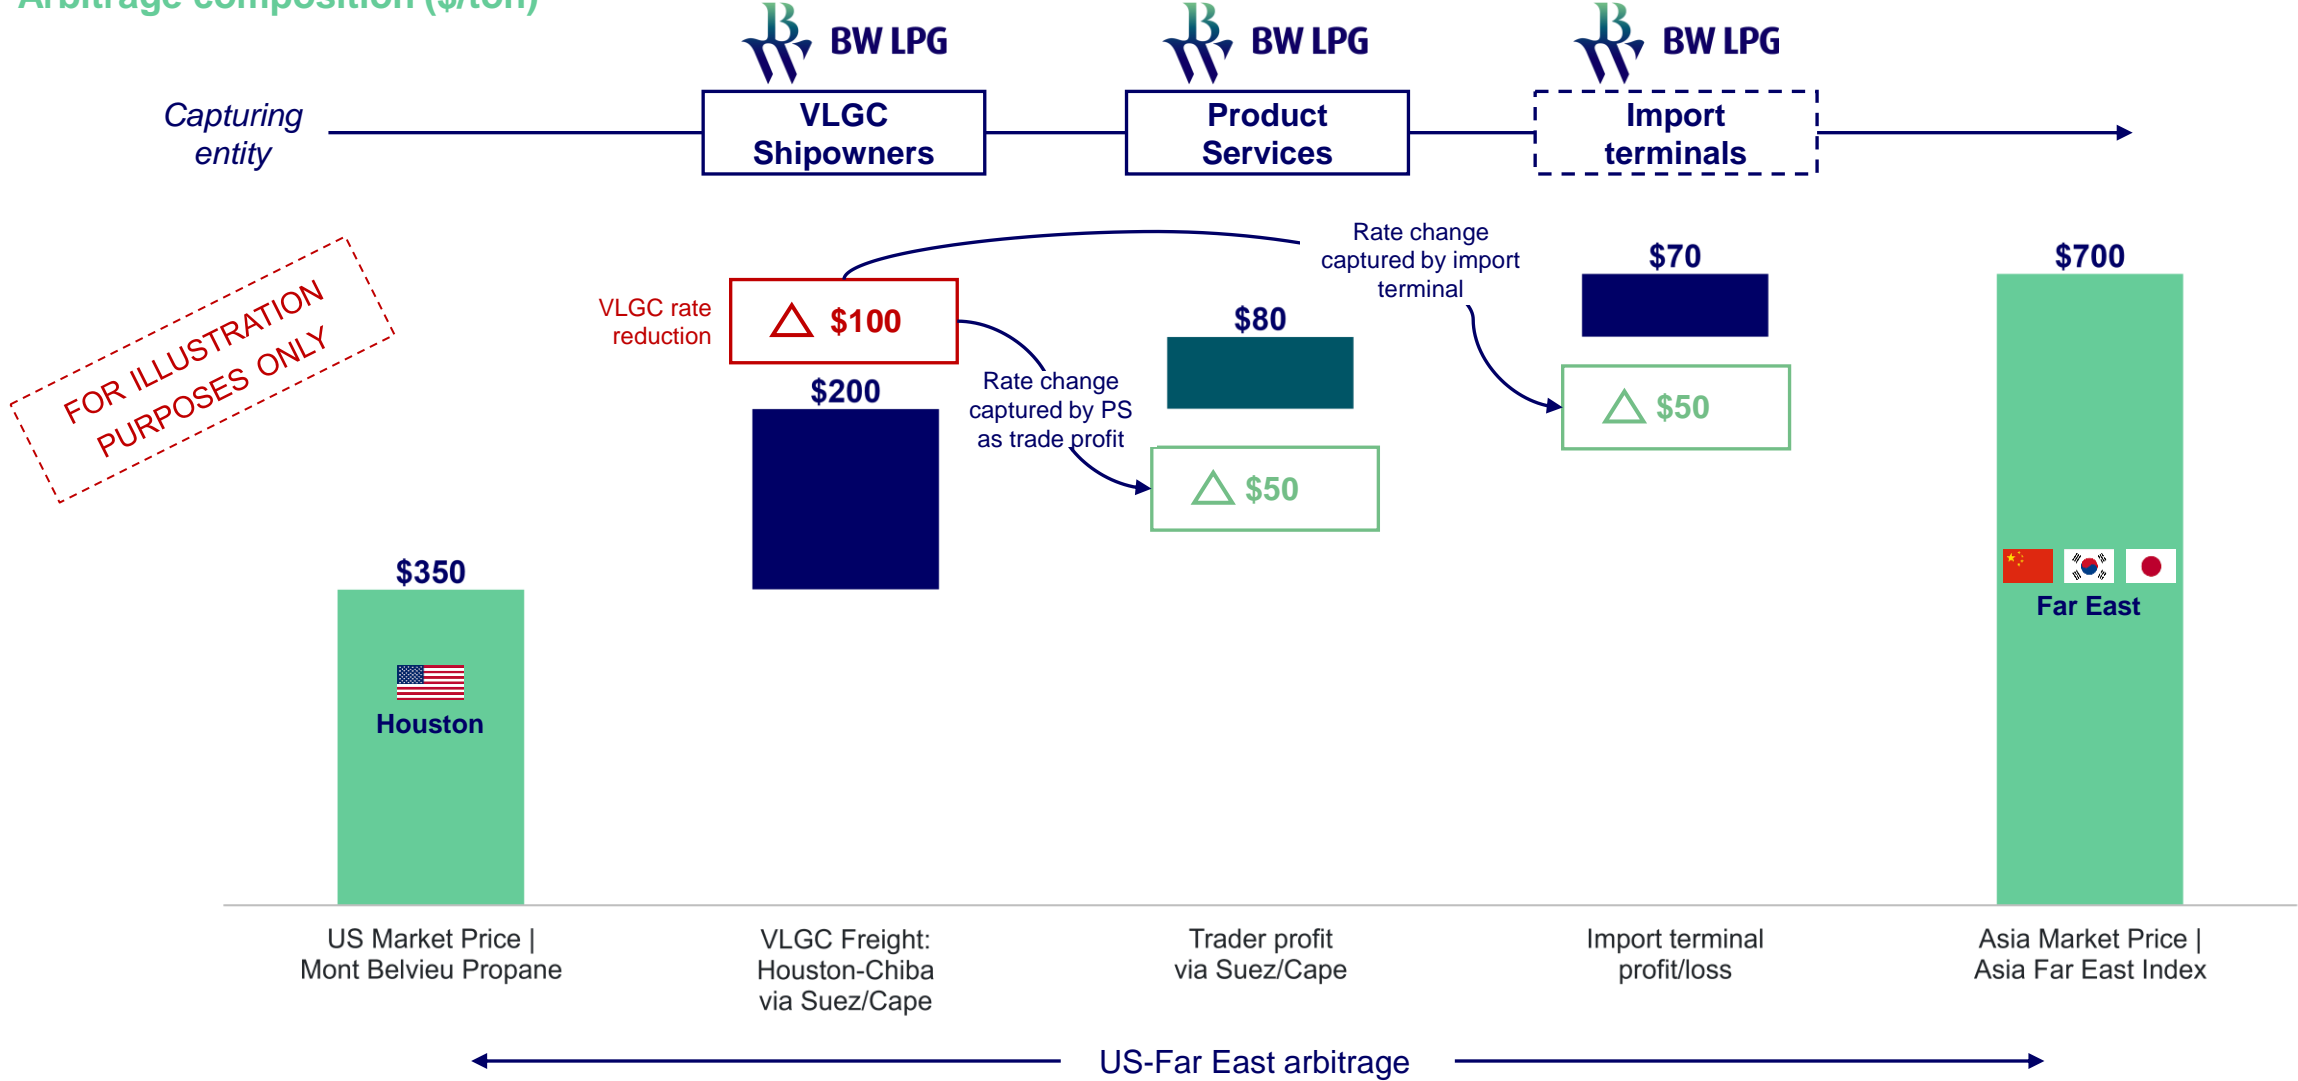 Arbitrage composition ($/ton)
BW LPG
BW LPG
BW LPG
Capturing
entity
VLGC
Shipowners
Product
Services
Import
terminals
FOR ILLUSTRATION
PURPOSES ONLY
VLGC rate
reduction
$100
Rate change
captured by import
terminal
$70
$700
$80
$200
Rate change
captured by PS
as trade profit
$50
$50
$350
Houston
Far East
US Market Price |
Mont Belvieu Propane
VLGC Freight:
Houston-Chiba
via Suez/Cape
Trader profit
via Suez/Cape
Import terminal
profit/loss
Asia Market Price |
Asia Far East Index
US-Far East arbitrage